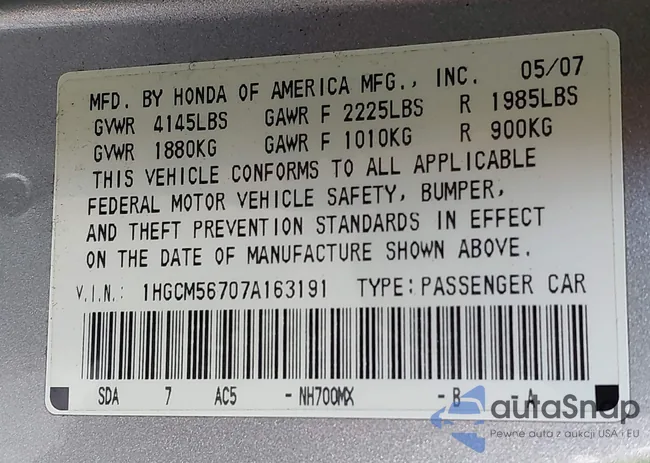 MFD. BY HONDA OF AMERICA MFG., INC. 05/07
GVWR 4145LBS GAWR F 2225LBS R 1985LBS
GVWR 1880KG GAWR F 1010KG R 900KG
THIS VEHICLE CONFORMS TO ALL APPLICABLE
FEDERAL MOTOR VEHICLE SAFETY, BUMPER,
AND THEFT PREVENTION STANDARDS IN EFFECT
ON THE DATE OF MANUFACTURE SHOWN ABOVE.
V.I.N.: 1HGCM56707A163191 TYPE: PASSENGER CAR
SDA 7 AC5 - NH700MX - B A
autaSnap
Pewne auta z aukcji USA i EU